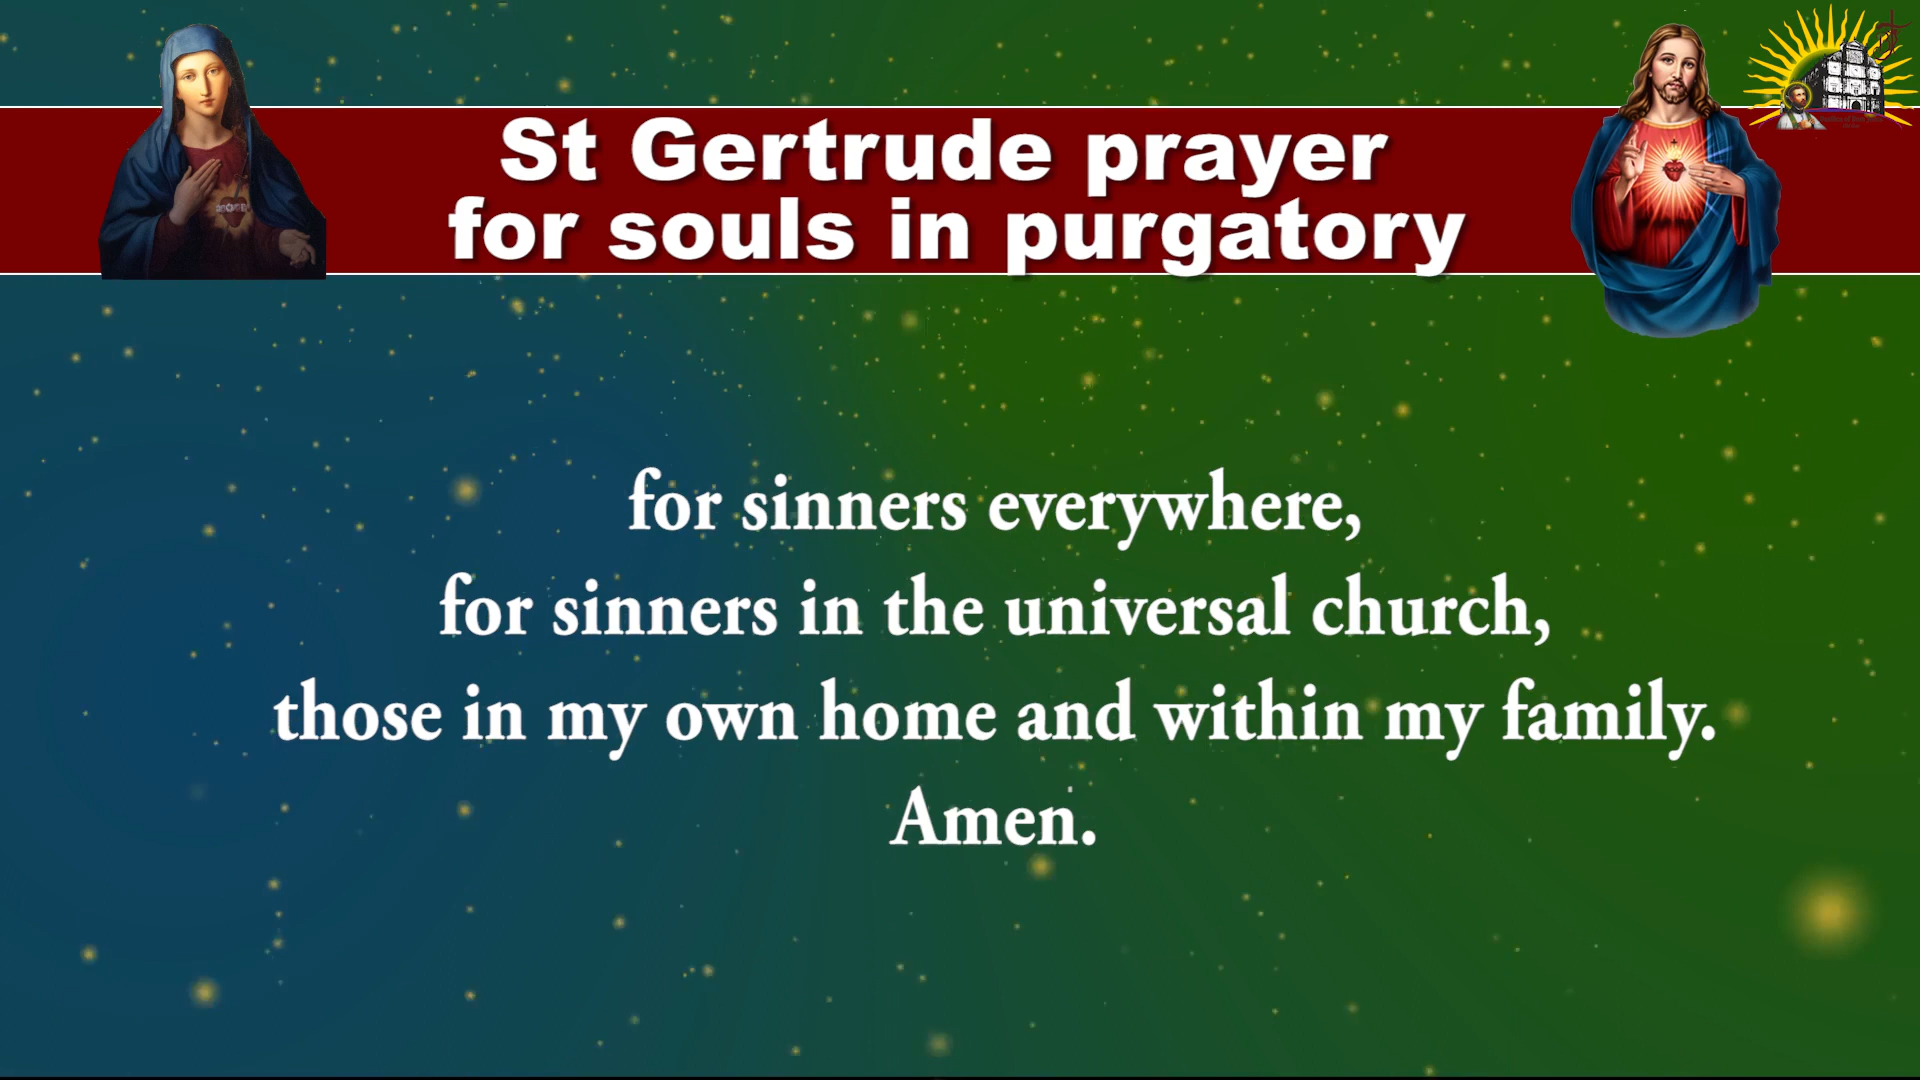 St Gertrude prayer
for souls in purgatory
for sinners everywhere,
for sinners in the universal church,
those in my own home and within my family.
Amen.